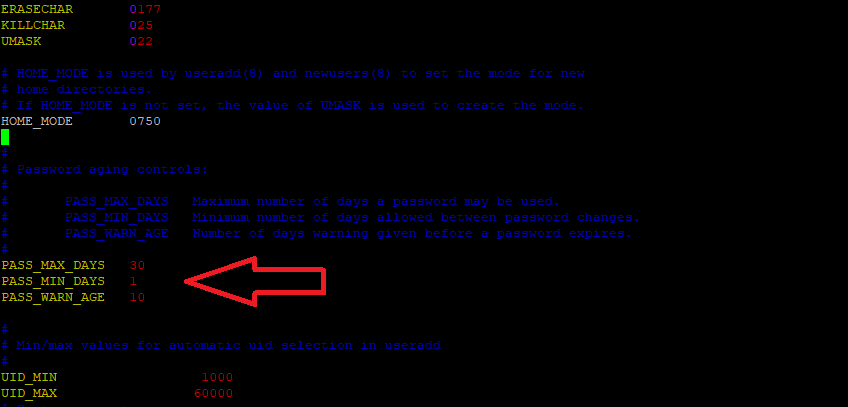 ERASECHAR 0177
KILLCHAR 025
UMASK 022
# HOME_MODE is used by useradd(8) and newusers(8) to set the mode for new
# home directories.
# If HOME_MODE is not set, the value of UMASK is used to create the mode.
HOME_MODE 0750
#
# Password aging controls:
#
# PASS_MAX_DAYS Maximum number of days a password may be used.
# PASS_MIN_DAYS Minimum number of days allowed between password changes.
# PASS_WARN_AGE Number of days warning given before a password expires.
#
PASS_MAX_DAYS 30
PASS_MIN_DAYS 1
PASS_WARN_AGE 10
#
# Min/max values for automatic uid selection in useradd
#
UID_MIN 1000
UID_MAX 60000